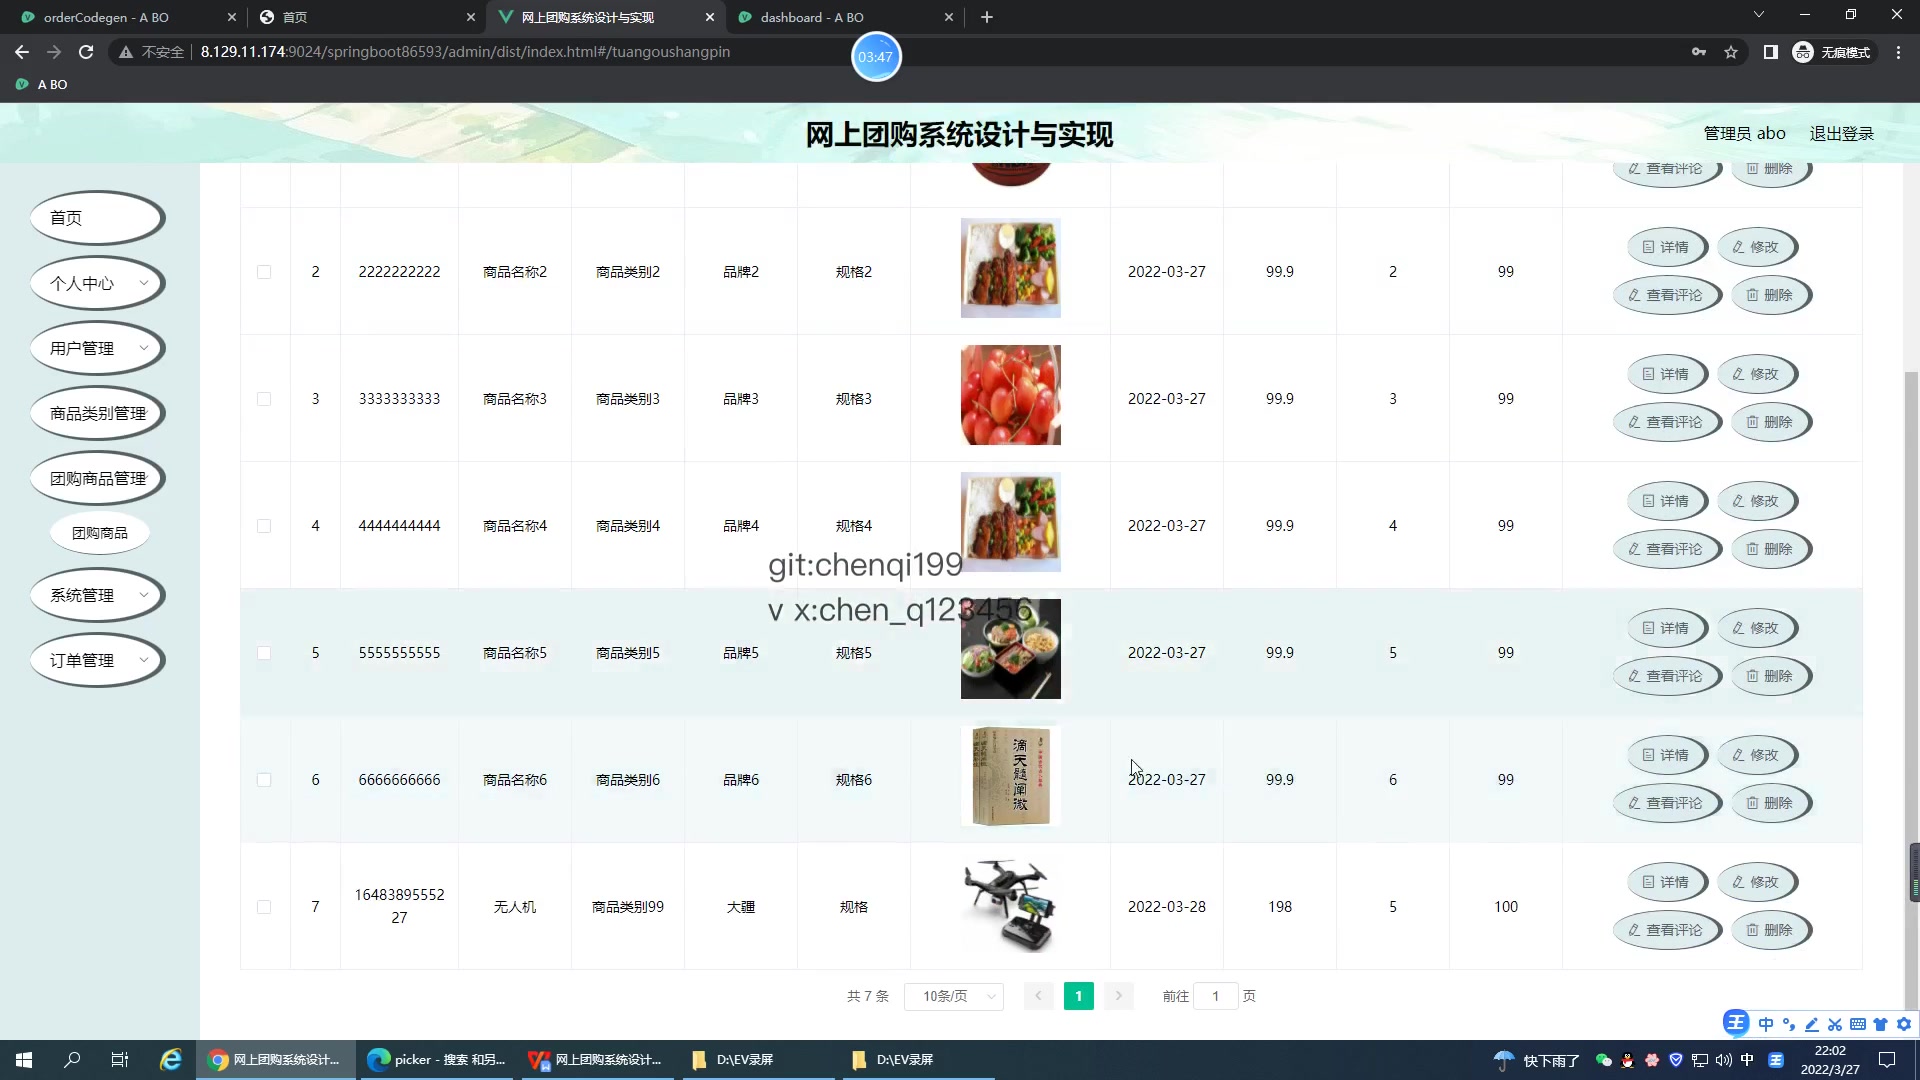 orderCodegen - A BO
首页
网上团购系统设计与实现
dashboard - A BO
不安全
8.129.11.174:9024/springboot86593/admin/dist/index.html#/tuangoushangpin
03:47
无痕模式
A BO
网上团购系统设计与实现
管理员 abo
退出登录
首页
个人中心
用户管理
商品类别管理
团购商品管理
团购商品
系统管理
订单管理
查看评论 删除
2 2222222222 商品名称2 商品类别2 品牌2 规格2 2022-03-27 99.9 2 99
详情 修改
查看评论 删除
3 3333333333 商品名称3 商品类别3 品牌3 规格3 2022-03-27 99.9 3 99
详情 修改
查看评论 删除
4 4444444444 商品名称4 商品类别4 品牌4 规格4 2022-03-27 99.9 4 99
详情 修改
查看评论 删除
git:chenqi199
v x:chen_q123456
5 5555555555 商品名称5 商品类别5 品牌5 规格5 2022-03-27 99.9 5 99
详情 修改
查看评论 删除
6 6666666666 商品名称6 商品类别6 品牌6 规格6 2022-03-27 99.9 6 99
滴天髓阐微
详情 修改
查看评论 删除
7 16483895552
27 无人机 商品类别99 大疆 规格 2022-03-28 198 5 100
详情 修改
查看评论 删除
共 7 条 10条/页 1 前往 1 页
王 中
网上团购系统设计...
picker - 搜索 和另...
网上团购系统设计...
D:\EV录屏
D:\EV录屏
快下雨了
中
王
22:02
2022/3/27